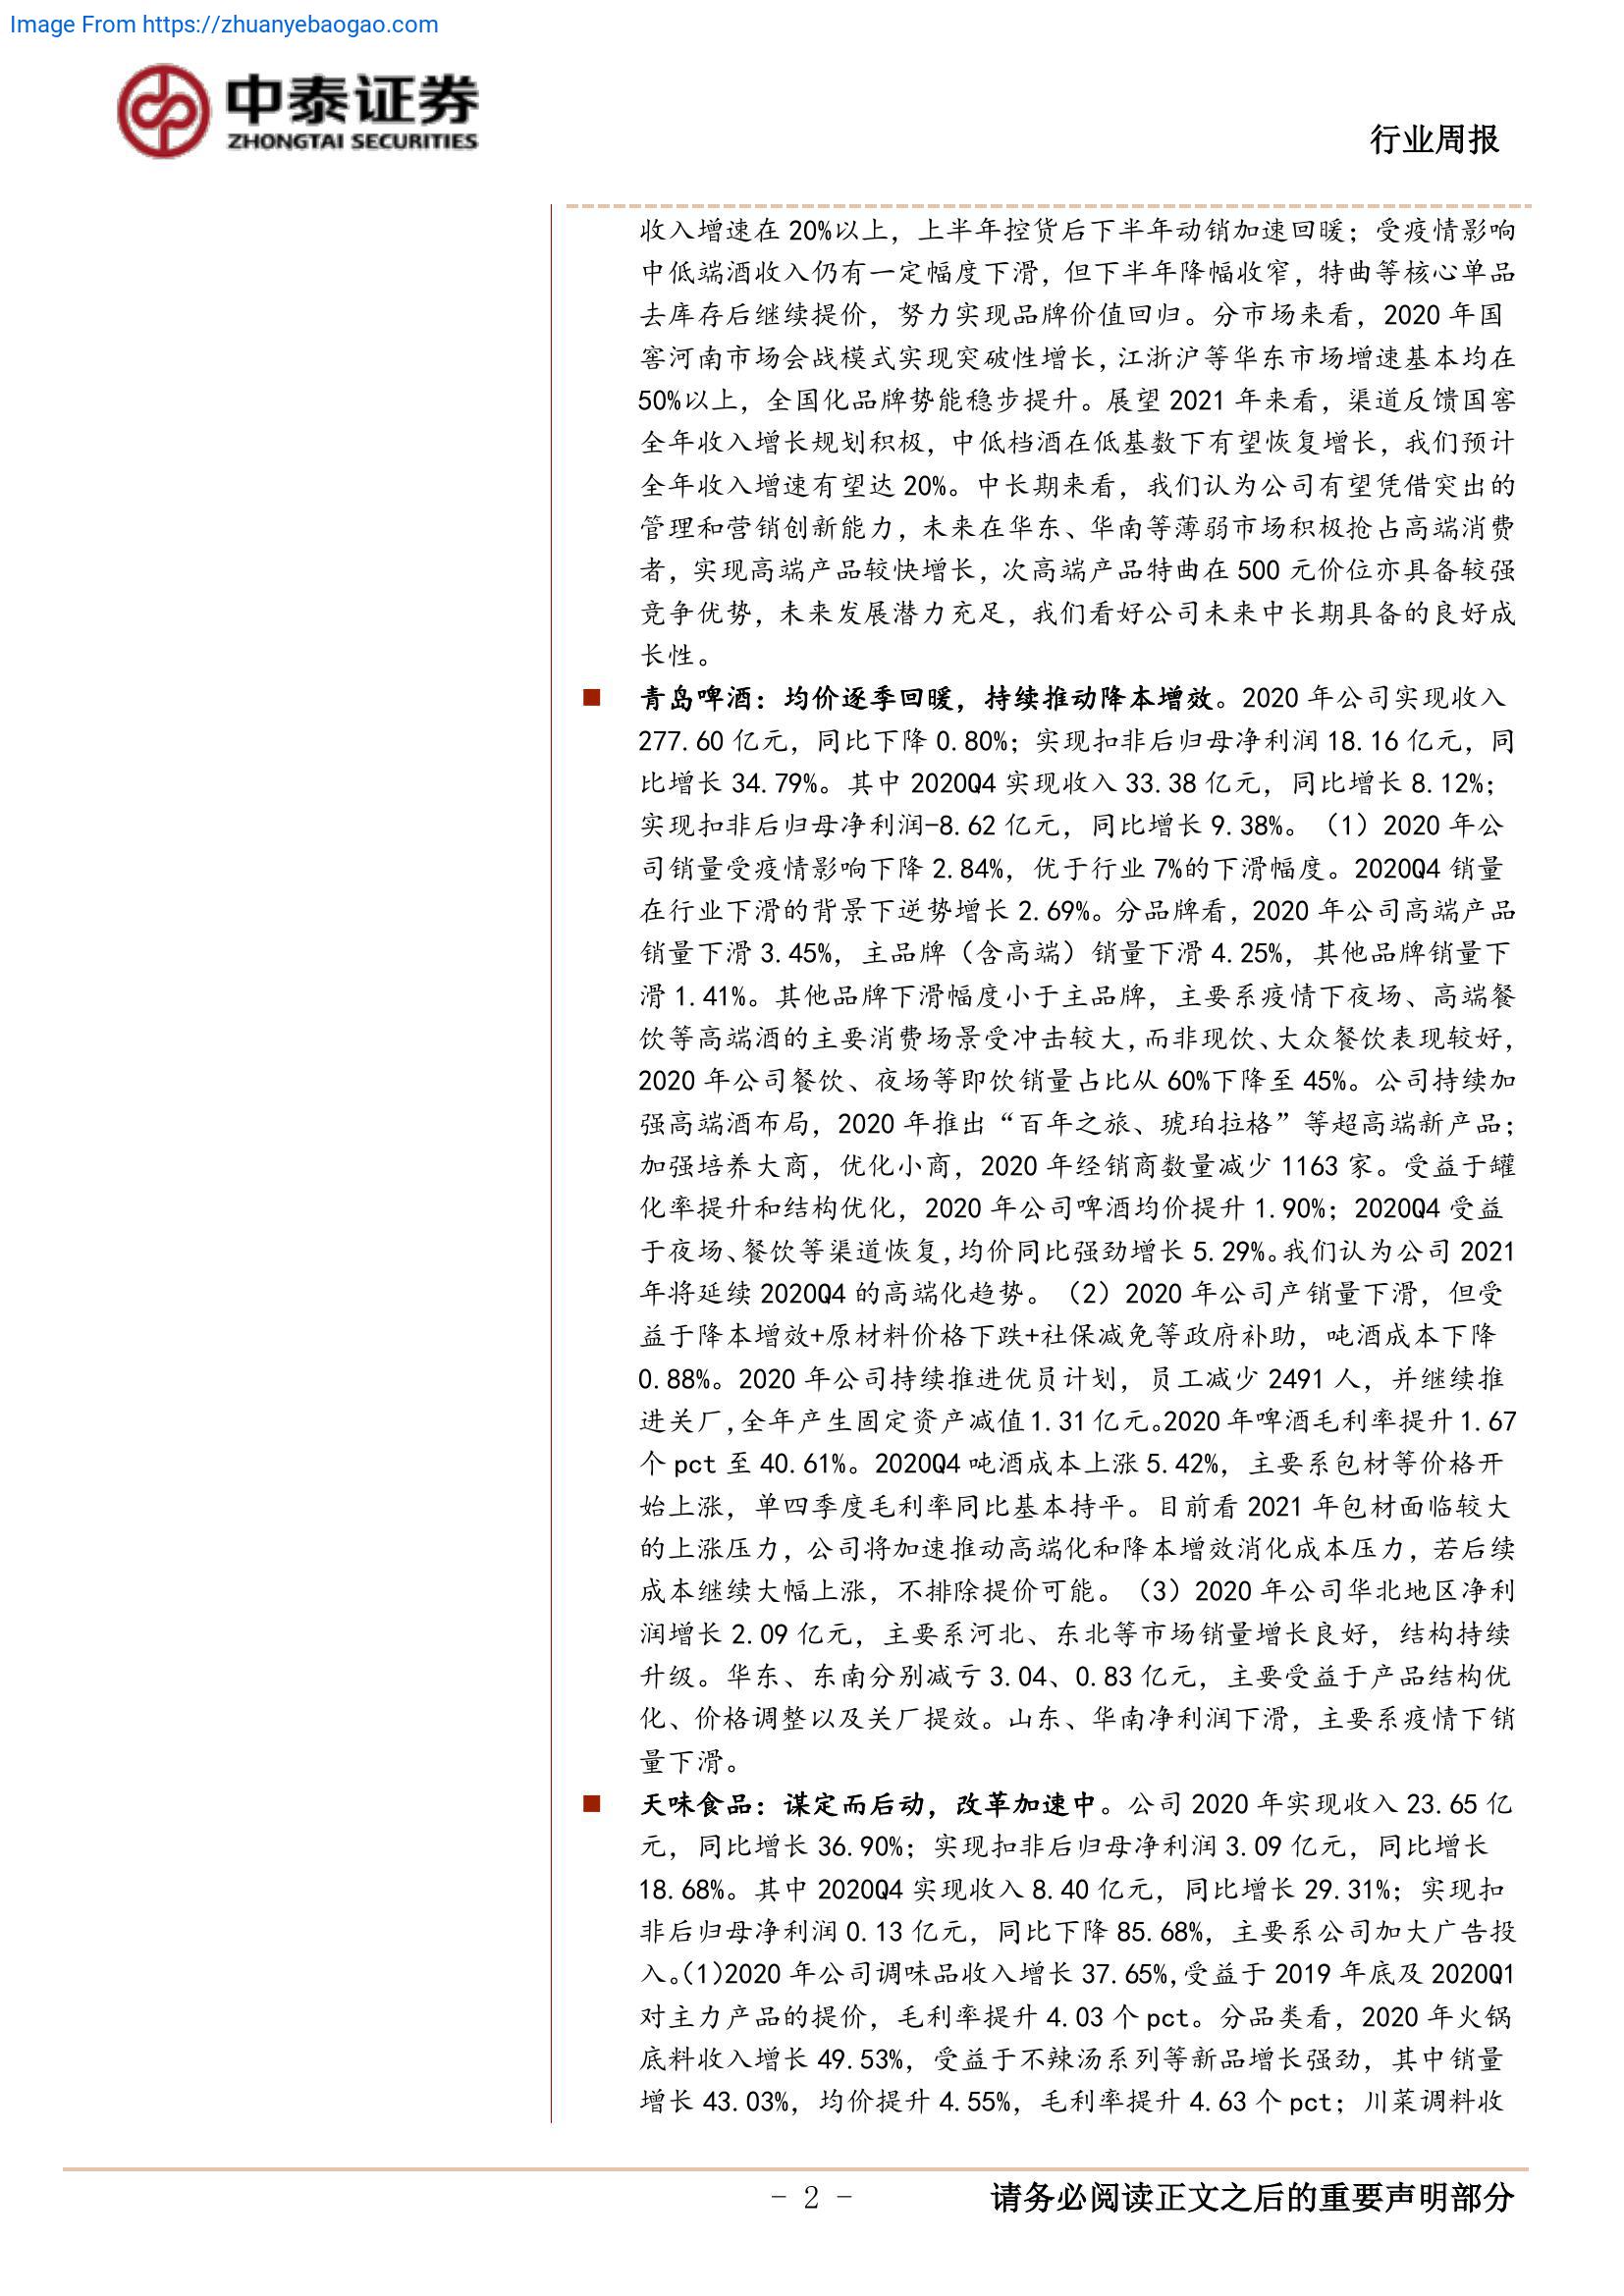 Image From https://zhuanyebaogao.com
中泰证券
ZHONGTAI SECURITIES
行业周报
收入增速在 20%以上，上半年控货后下半年动销加速回暖；受疫情影响
中低端酒收入仍有一定幅度下滑，但下半年降幅收窄，特曲等核心单品
去库存后继续提价，努力实现品牌价值回归。分市场来看，2020 年国
窖河南市场会战模式实现突破性增长，江浙沪等华东市场增速基本均在
50%以上，全国化品牌势能稳步提升。展望 2021 年来看，渠道反馈国窖
全年收入增长规划积极，中低档酒在低基数下有望恢复增长，我们预计
全年收入增速有望达 20%。中长期来看，我们认为公司有望凭借突出的
管理和营销创新能力，未来在华东、华南等薄弱市场积极抢占高端消费
者，实现高端产品较快增长，次高端产品特曲在 500 元价位亦具备较强
竞争优势，未来发展潜力充足，我们看好公司未来中长期具备的良好成
长性。
■ 青岛啤酒：均价逐季回暖，持续推动降本增效。2020 年公司实现收入
277.60 亿元，同比下降 0.80%；实现扣非后归母净利润 18.16 亿元，同
比增长 34.79%。其中 2020Q4 实现收入 33.38 亿元，同比增长 8.12%；
实现扣非后归母净利润-8.62 亿元，同比增长 9.38%。（1）2020 年公
司销量受疫情影响下降 2.84%，优于行业 7%的下滑幅度。2020Q4 销量
在行业下滑的背景下逆势增长 2.69%。分品牌看，2020 年公司高端产品
销量下滑 3.45%，主品牌（含高端）销量下滑 4.25%，其他品牌销量下
滑 1.41%。其他品牌下滑幅度小于主品牌，主要系疫情下夜场、高端餐
饮等高端酒的主要消费场景受冲击较大，而非现饮、大众餐饮表现较好，
2020 年公司餐饮、夜场等即饮销量占比从 60%下降至 45%。公司持续加
强高端酒布局，2020 年推出“百年之旅、琥珀拉格”等超高端新产品；
加强培养大商，优化小商，2020 年经销商数量减少 1163 家。受益于罐
化率提升和结构优化，2020 年公司啤酒均价提升 1.90%；2020Q4 受益
于夜场、餐饮等渠道恢复，均价同比强劲增长 5.29%。我们认为公司 2021
年将延续 2020Q4 的高端化趋势。（2）2020 年公司产销量下滑，但受
益于降本增效+原材料价格下跌+社保减免等政府补助，吨酒成本下降
0.88%。2020 年公司持续推进优员计划，员工减少 2491 人，并继续推
进关厂，全年产生固定资产减值 1.31 亿元。2020 年啤酒毛利率提升 1.67
个 pct 至 40.61%。2020Q4 吨酒成本上涨 5.42%，主要系包材等价格开
始上涨，单四季度毛利率同比基本持平。目前看 2021 年包材面临较大
的上涨压力，公司将加速推动高端化和降本增效消化成本压力，若后续
成本继续大幅上涨，不排除提价可能。（3）2020 年公司华北地区净利
润增长 2.09 亿元，主要系河北、东北等市场销量增长良好，结构持续
升级。华东、东南分别减亏 3.04、0.83 亿元，主要受益于产品结构优
化、价格调整以及关厂提效。山东、华南净利润下滑，主要系疫情下销
量下滑。
■ 天味食品：谋定而后动，改革加速中。公司 2020 年实现收入 23.65 亿
元，同比增长 36.90%；实现扣非后归母净利润 3.09 亿元，同比增长
18.68%。其中 2020Q4 实现收入 8.40 亿元，同比增长 29.31%；实现扣
非后归母净利润 0.13 亿元，同比下降 85.68%，主要系公司加大广告投
入。（1）2020 年公司调味品收入增长 37.65%，受益于 2019 年底及 2020Q1
对主力产品的提价，毛利率提升 4.03 个 pct。分品类看，2020 年火锅
底料收入增长 49.53%，受益于不辣汤系列等新品增长强劲，其中销量
增长 43.03%，均价提升 4.55%，毛利率提升 4.63 个 pct；川菜调料收
- 2 -
请务必阅读正文之后的重要声明部分